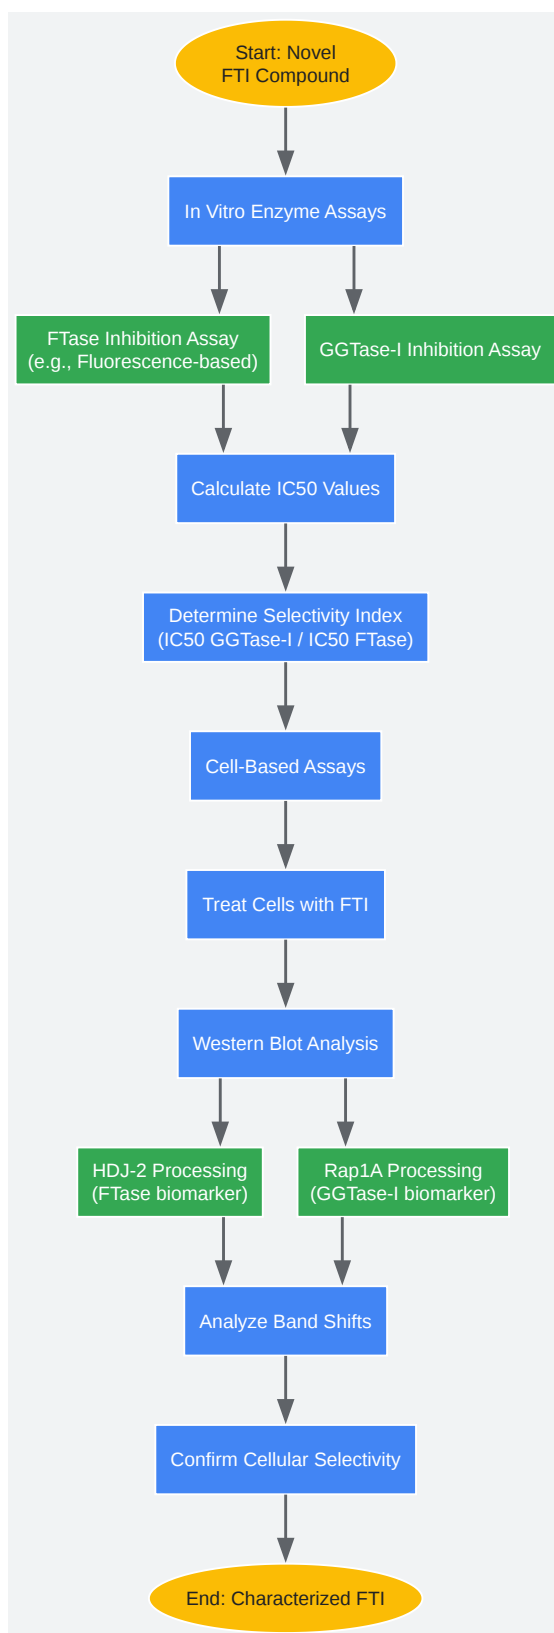 Start: Novel
FTI Compound
In Vitro Enzyme Assays
FTase Inhibition Assay
(e.g., Fluorescence-based)
GGTase-I Inhibition Assay
Calculate IC50 Values
Determine Selectivity Index
(IC50 GGTase-I / IC50 FTase)
Cell-Based Assays
Treat Cells with FTI
Western Blot Analysis
HDJ-2 Processing
(FTase biomarker)
Rap1A Processing
(GGTase-I biomarker)
Analyze Band Shifts
Confirm Cellular Selectivity
End: Characterized FTI